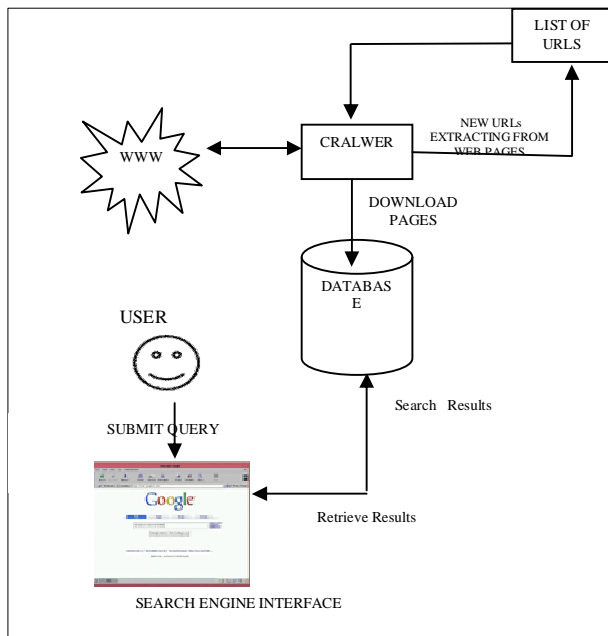 LIST OF
URLS
NEW URLs
EXTRACTING FROM
WEB PAGES
WWW
CRALWER
DOWNLOAD
PAGES
DATABAS
E
USER
SUBMIT QUERY
Search Results
Google
Retrieve Results
SEARCH ENGINE INTERFACE